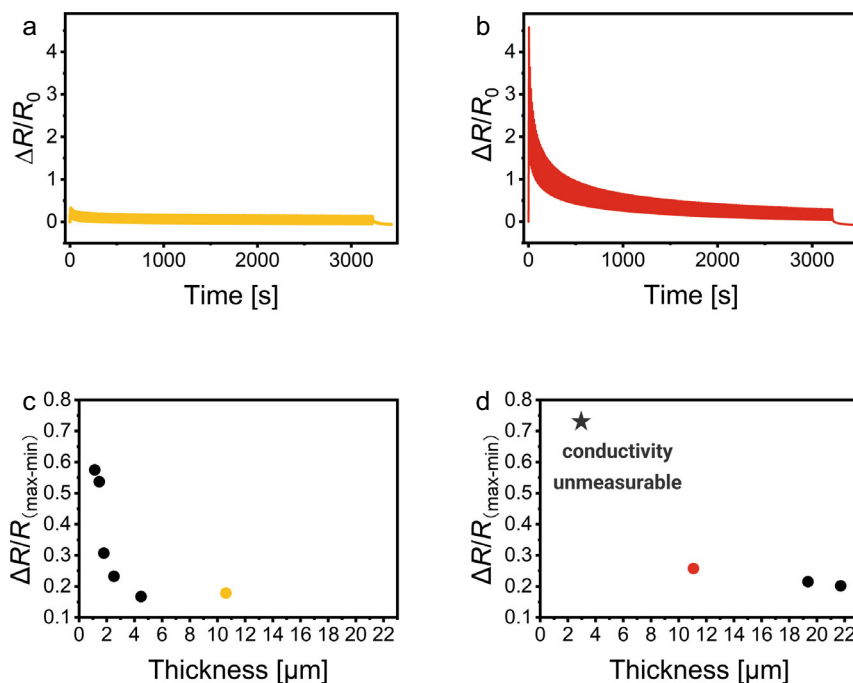 a
4
3
2
1
0
ΔR/R0
0 1000 2000 3000
Time [s]
b
4
3
2
1
0
ΔR/R0
0 1000 2000 3000
Time [s]
c
0.8
0.7
0.6
0.5
0.4
0.3
0.2
0.1
ΔR/R(max-min)
0 2 4 6 8 10 12 14 16 18 20 22
Thickness [μm]
d
0.8
0.7
0.6
0.5
0.4
0.3
0.2
0.1
ΔR/R(max-min)
conductivity
unmeasurable
0 2 4 6 8 10 12 14 16 18 20 22
Thickness [μm]